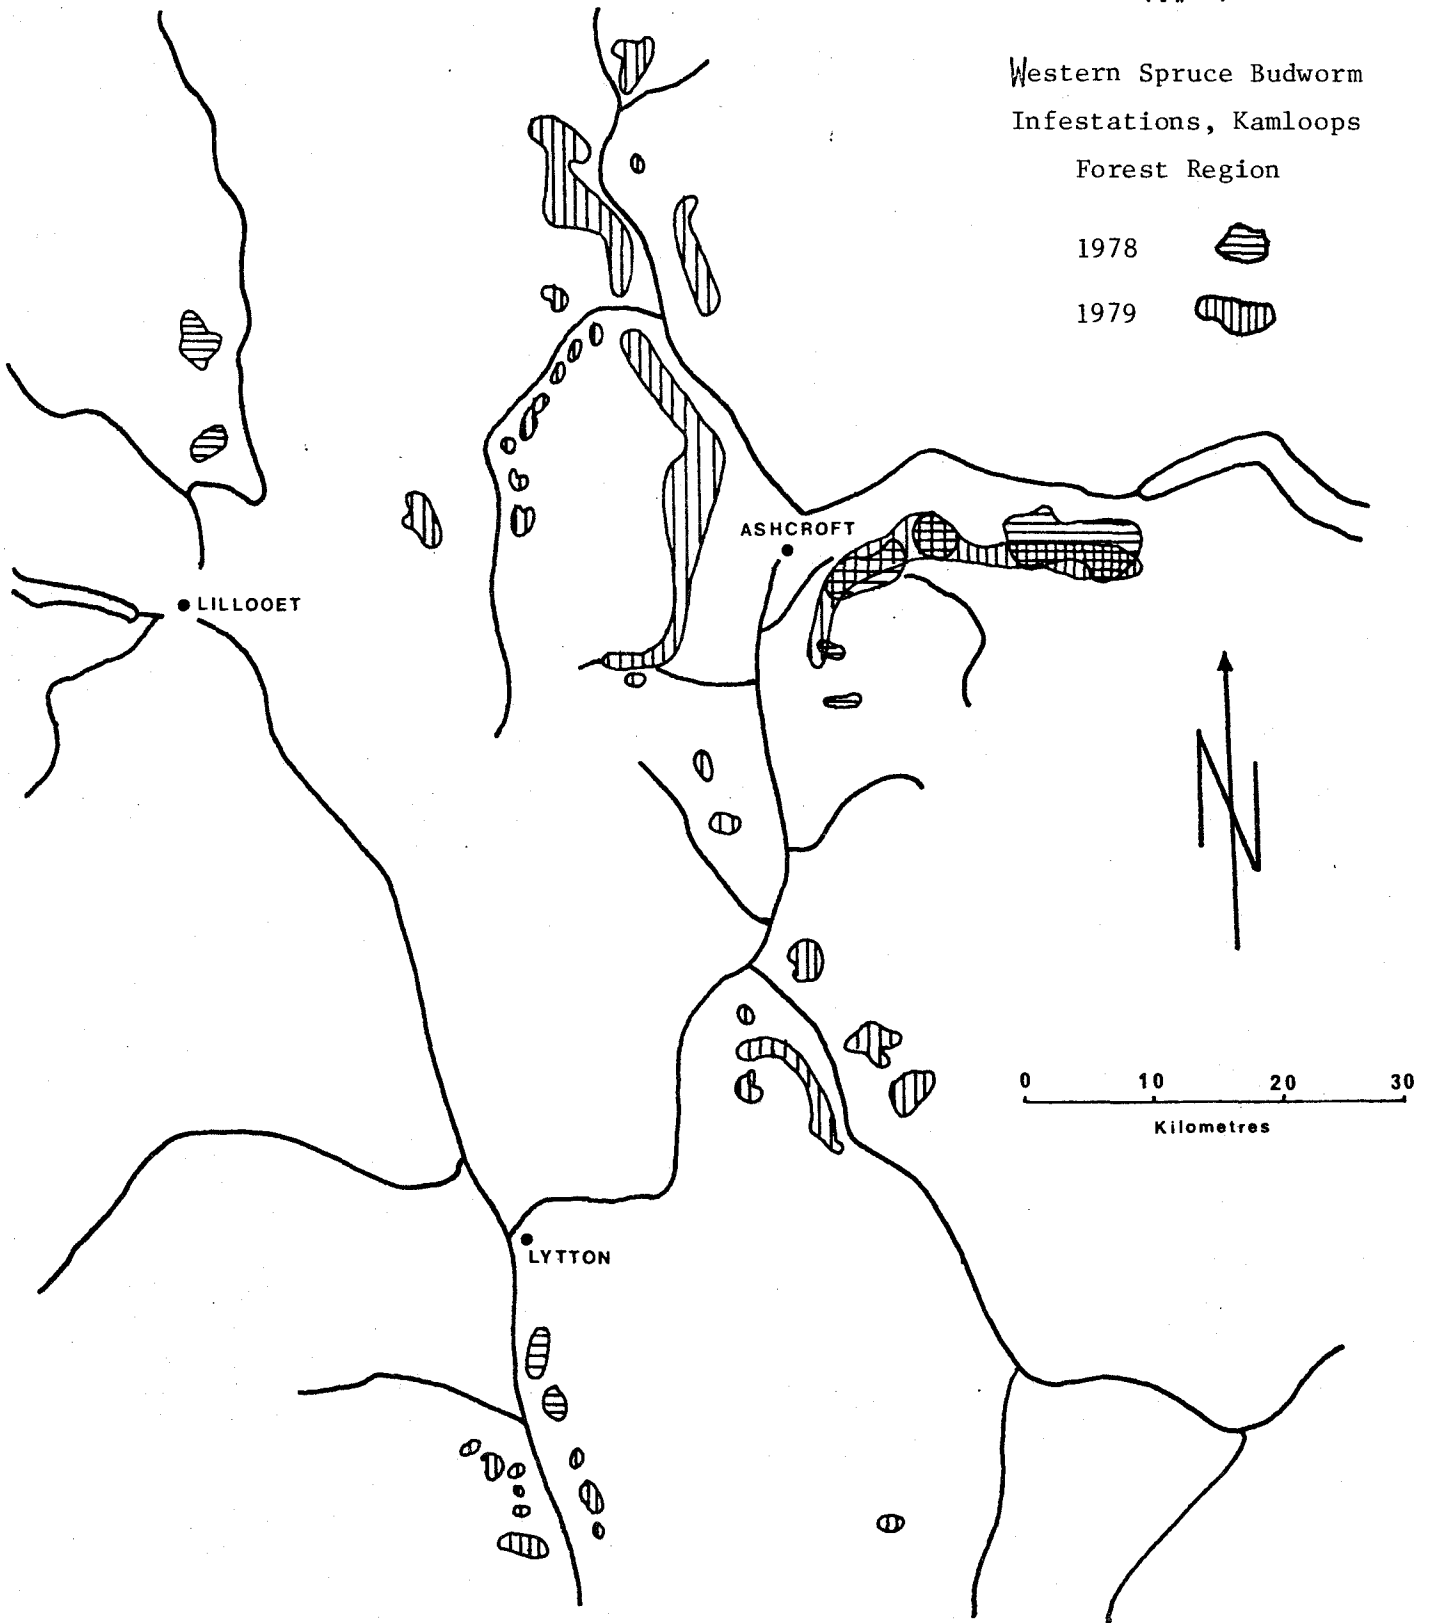 Western Spruce Budworm
Infestations, Kamloops
Forest Region
1978
1979
ASHCROFT
LILLOOET
N
0 10 20 30
Kilometres
LYTTON